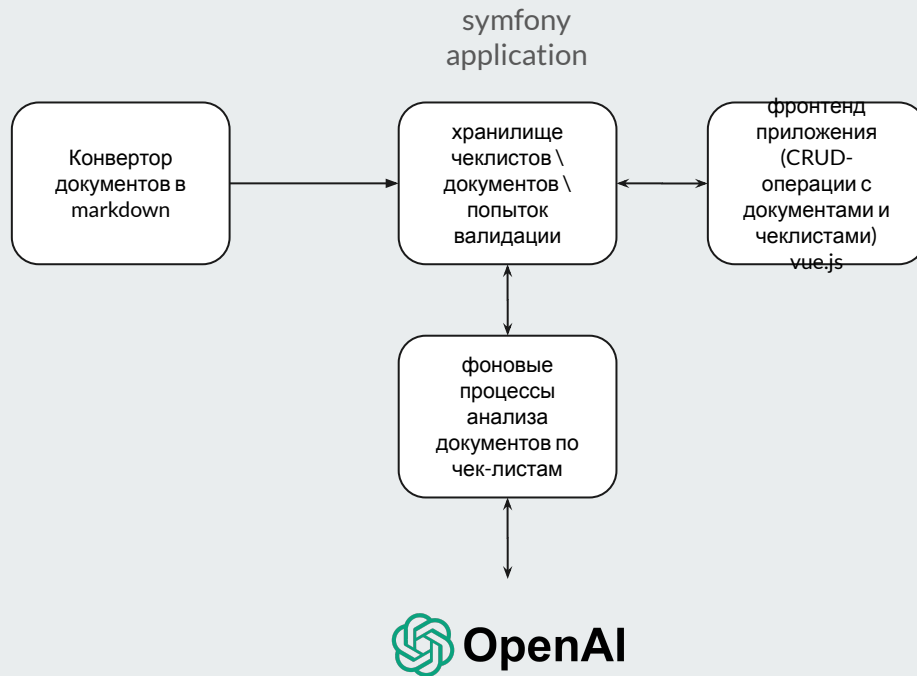 symfony
application
Конвертор
документов в
markdown
хранилище
чеклистов \
документов \
попыток
валидации
фронтенд
приложения
(CRUD-
операции с
документами и
чеклистами)
vue.js
фоновые
процессы
анализа
документов по
чек-листам
OpenAI